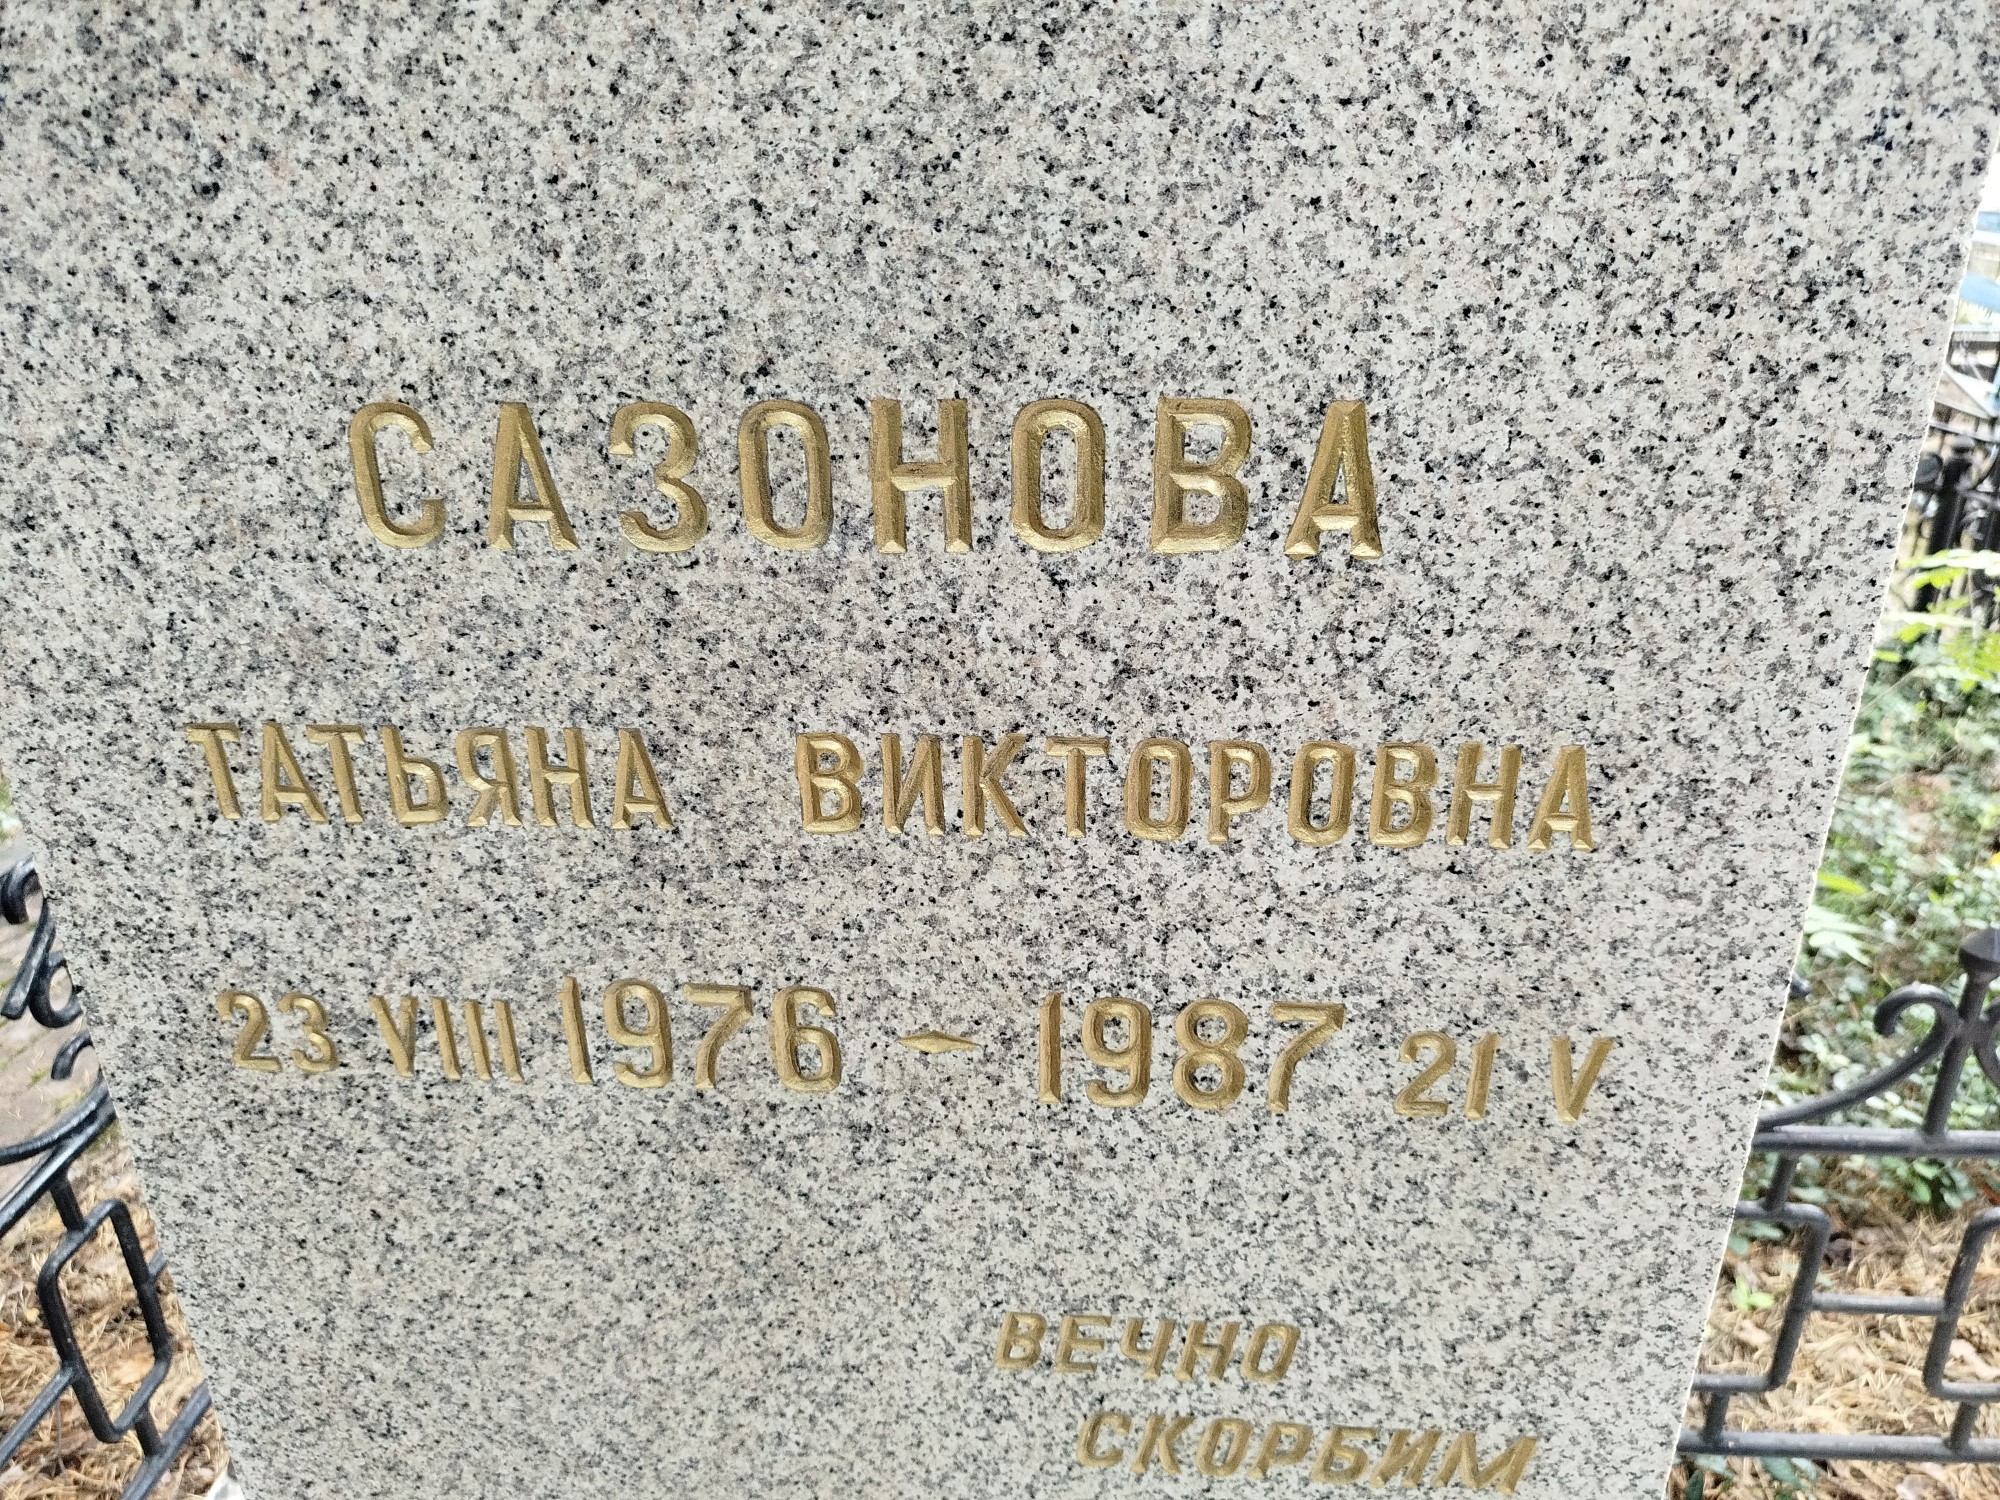 САЗОНОВА
ТАТЬЯНА ВИКТОРОВНА
23 VIII 1976 - 1987 21 V
ВЕЧНО
СКОРБИМ